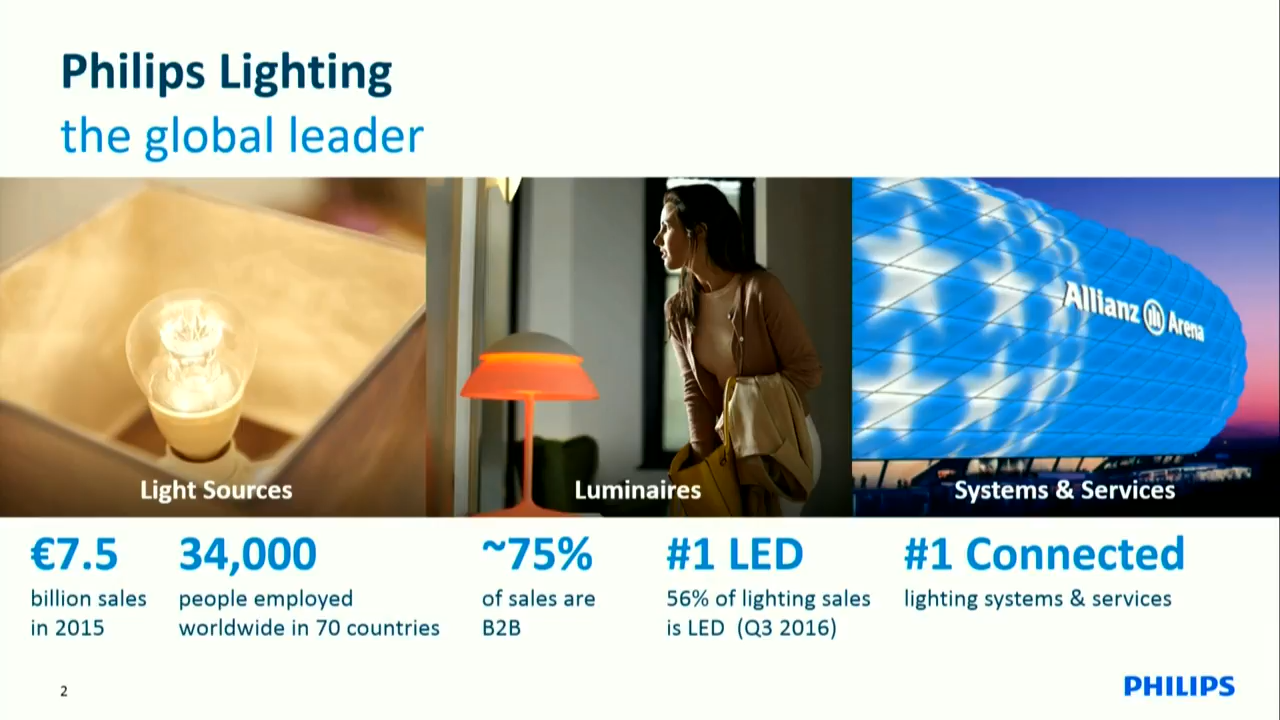 Philips Lighting
the global leader
Allianz Arena
Light Sources
Luminaires
Systems & Services
€7.5
billion sales
in 2015
34,000
people employed
worldwide in 70 countries
~75%
of sales are
B2B
#1 LED
56% of lighting sales
is LED (Q3 2016)
#1 Connected
lighting systems & services
2
PHILIPS